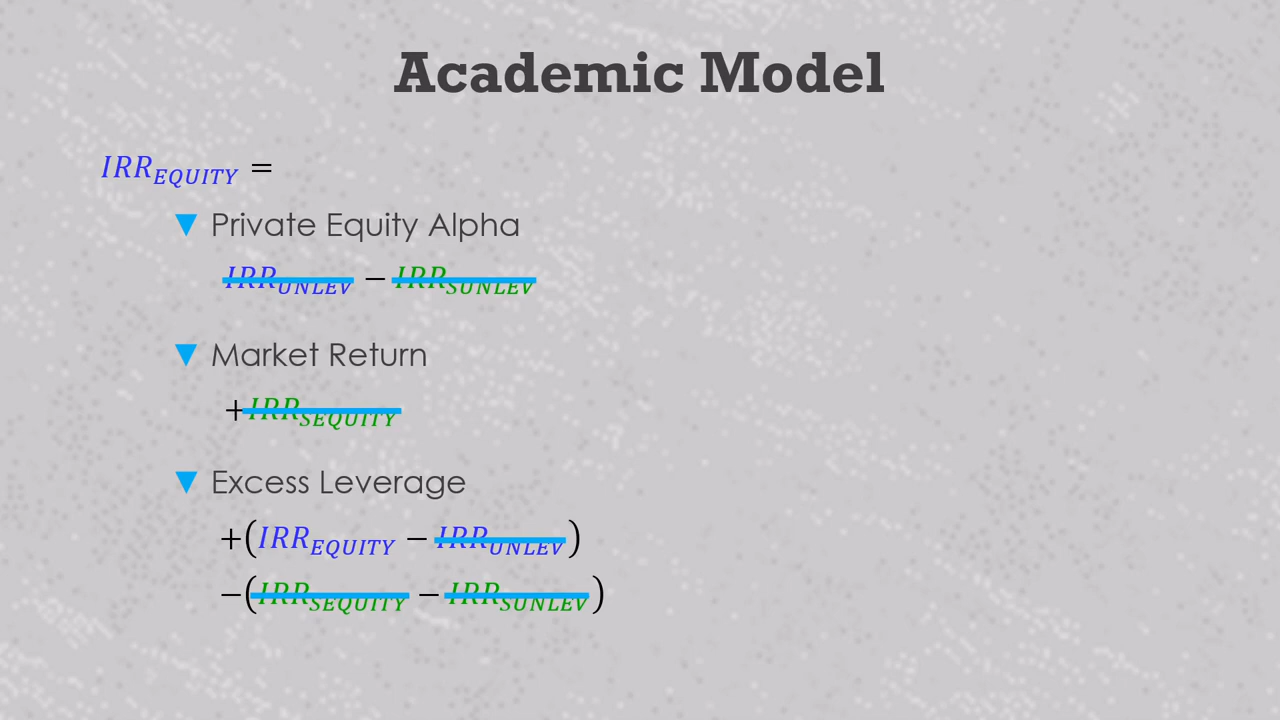 Academic Model
IRR_EQUITY =
▼ Private Equity Alpha
IRR_UNLEV − IRR_SUNLEV
▼ Market Return
+IRR_SEQUITY
▼ Excess Leverage
+(IRR_EQUITY − IRR_UNLEV)
−(IRR_SEQUITY − IRR_SUNLEV)